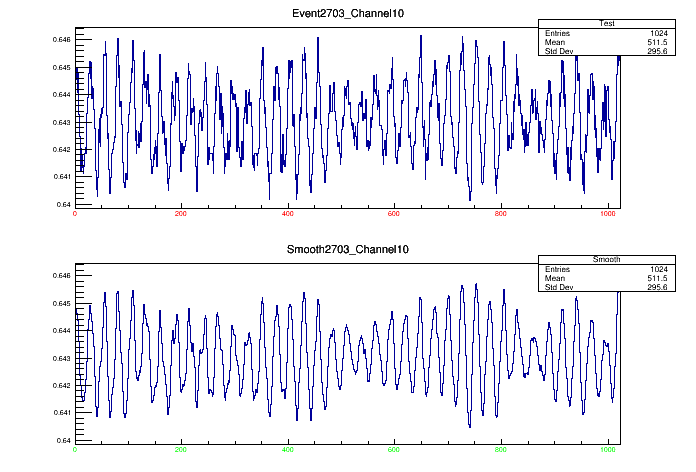 Event2703_Channel10
Test
Entries 1024
Mean 511.5
Std Dev 295.6
0.646
0.645
0.644
0.643
0.642
0.641
0.64
0 200 400 600 800 1000
Smooth2703_Channel10
Smooth
Entries 1024
Mean 511.5
Std Dev 295.6
0.646
0.645
0.644
0.643
0.642
0.641
0.64
0 200 400 600 800 1000